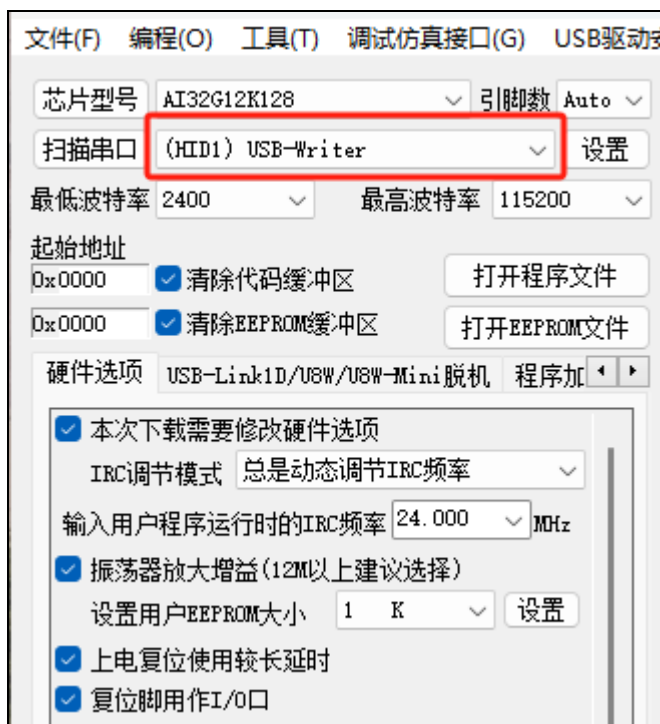 文件(F) 编程(O) 工具(T) 调试仿真接口(G) USB驱动
芯片型号 AI32G12K128 引脚数 Auto
扫描串口 (HID1) USB-Writer 设置
最低波特率 2400 最高波特率 115200
起始地址
0x0000 清除代码缓冲区 打开程序文件
0x0000 清除EEPROM缓冲区 打开EEPROM文件
硬件选项 USB-Link1D/U8W/U8W-Mini脱机 程序加
本次下载需要修改硬件选项
IRC调节模式 总是动态调节IRC频率
输入用户程序运行时的IRC频率 24.000 MHz
振荡器放大增益(12M以上建议选择)
设置用户EEPROM大小 1 K 设置
上电复位使用较长延时
复位脚用作I/O口